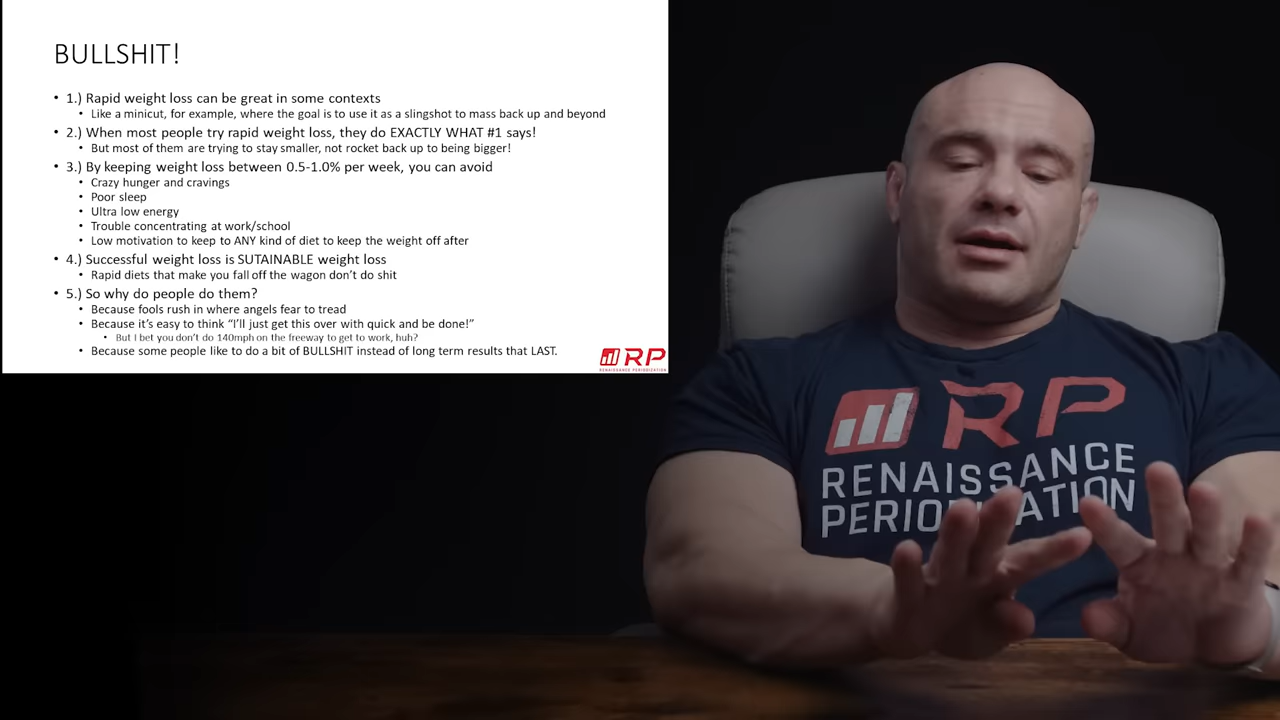 BULLSHIT!
• 1.) Rapid weight loss can be great in some contexts
• Like a minicut, for example, where the goal is to use it as a slingshot to mass back up and beyond
• 2.) When most people try rapid weight loss, they do EXACTLY WHAT #1 says!
• But most of them are trying to stay smaller, not rocket back up to being bigger!
• 3.) By keeping weight loss between 0.5-1.0% per week, you can avoid
• Crazy hunger and cravings
• Poor sleep
• Ultra low energy
• Trouble concentrating at work/school
• Low motivation to keep to ANY kind of diet to keep the weight off after
• 4.) Successful weight loss is SUTAINABLE weight loss
• Rapid diets that make you fall off the wagon don't do shit
• 5.) So why do people do them?
• Because fools rush in where angels fear to tread
• Because it's easy to think "I'll just get this over with quick and be done!"
• But I bet you don't do 140mph on the freeway to get to work, huh?
• Because some people like to do a bit of BULLSHIT instead of long term results that LAST.
RP
RENAISSANCE PERIODIZATION
RP
RENAISSANCE
PERIODIZATION